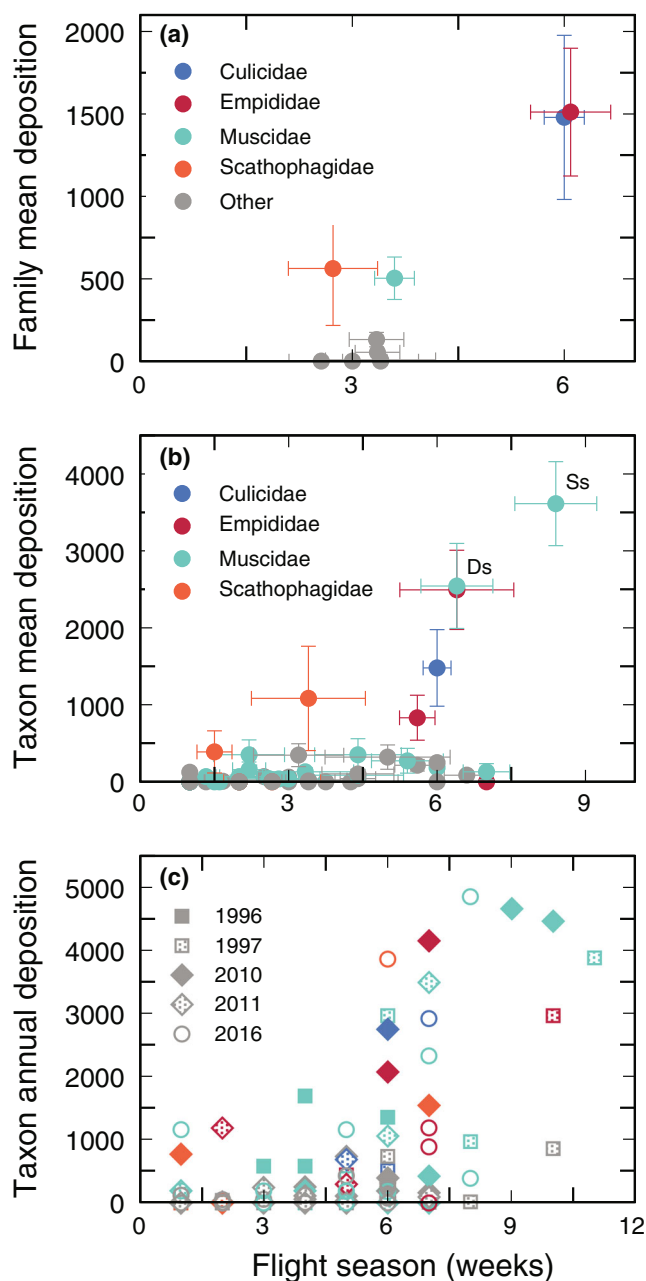 (a)
Culicidae
Empididae
Muscidae
Scathophagidae
Other
Family mean deposition
2000
1500
1000
500
0
0 3 6
(b)
Culicidae
Empididae
Muscidae
Scathophagidae
Ss
Ds
Taxon mean deposition
4000
3000
2000
1000
0
0 3 6 9
(c)
1996
1997
2010
2011
2016
Taxon annual deposition
5000
4000
3000
2000
1000
0
0 3 6 9 12
Flight season (weeks)